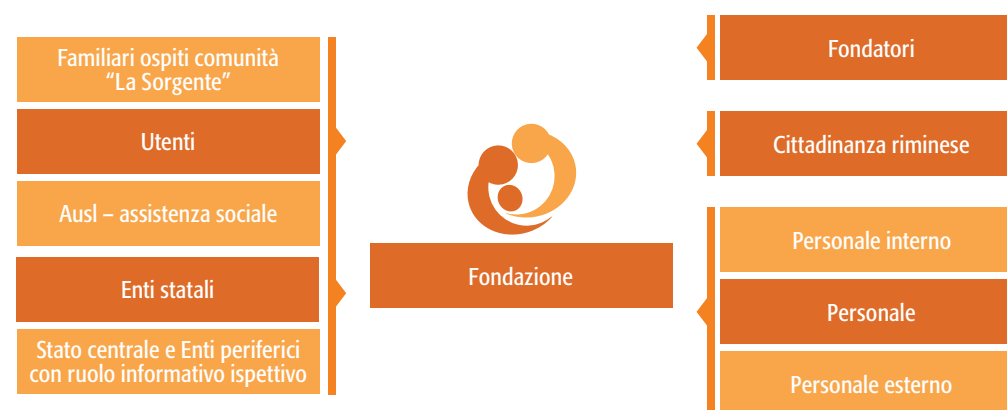 Familiari ospiti comunità
“La Sorgente”
Utenti
Ausl – assistenza sociale
Enti statali
Stato centrale e Enti periferici
con ruolo informativo ispettivo
Fondazione
Fondatori
Cittadinanza riminese
Personale interno
Personale
Personale esterno